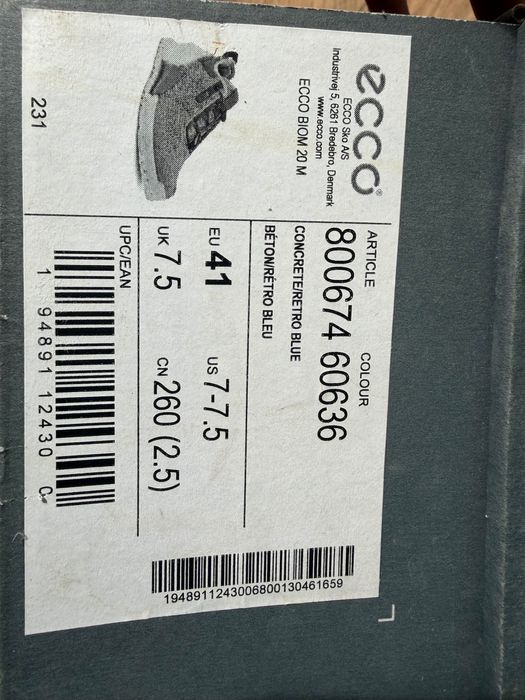 ecco®
ECCO Sko A/S
Industrivej 5, 6261 Bredebro, Denmark
www.ecco.com
ECCO BIOM 20 M
231
ARTICLE COLOUR
800674 60636
CONCRETE/RETRO BLUE
BÉTON/RÉTRO BLEU
EU 41 US 7-7.5
UK 7.5 CN 260 (2.5)
UPC/EAN
1 94891 12430 0
1948911243006800130461659